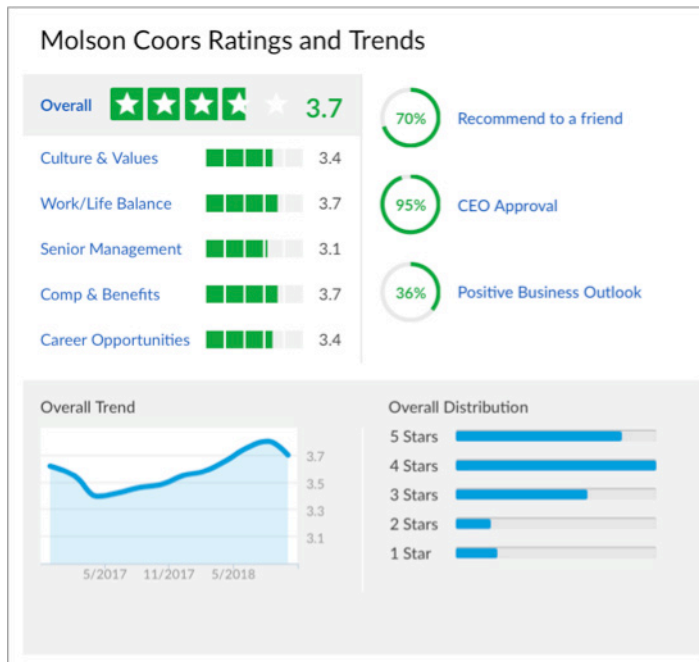 Molson Coors Ratings and Trends
Overall 3.7
Culture & Values 3.4
Work/Life Balance 3.7
Senior Management 3.1
Comp & Benefits 3.7
Career Opportunities 3.4
70% Recommend to a friend
95% CEO Approval
36% Positive Business Outlook
Overall Trend
3.7
3.5
3.3
3.1
5/2017 11/2017 5/2018
Overall Distribution
5 Stars
4 Stars
3 Stars
2 Stars
1 Star